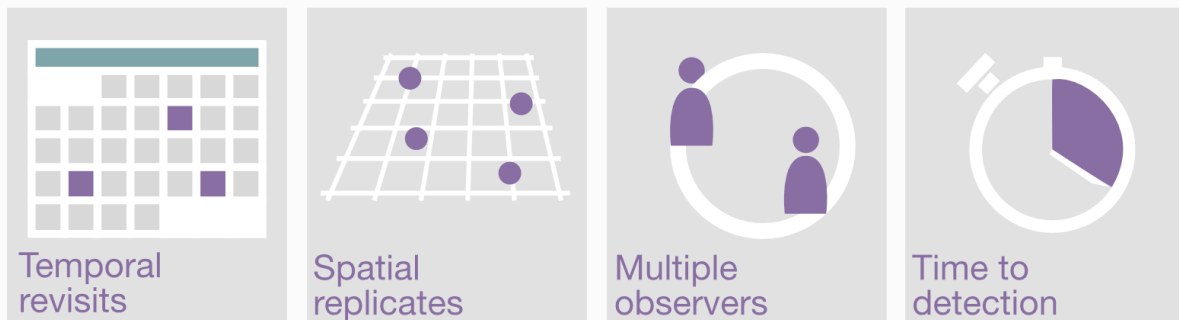 Temporal
revisits
Spatial
replicates
Multiple
observers
Time to
detection